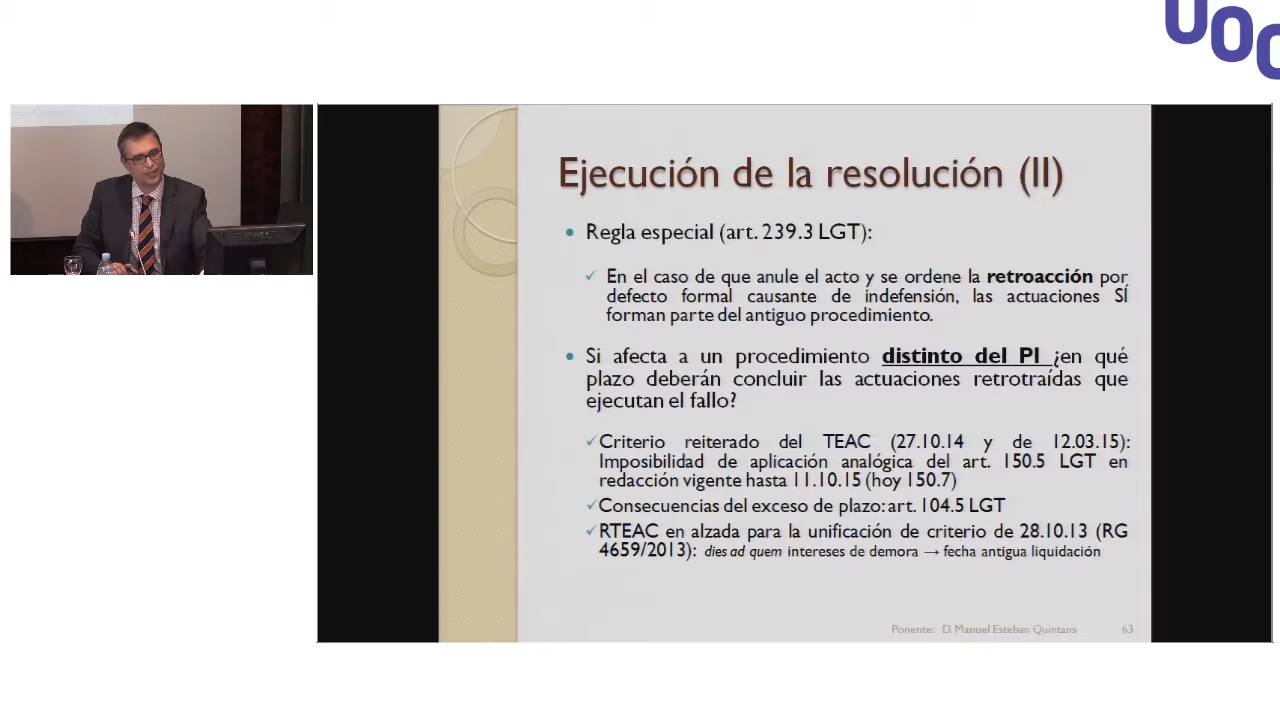 UOC
Ejecución de la resolución (II)
Regla especial (art. 239.3 LGT):
En el caso de que anule el acto y se ordene la retroacción por
defecto formal causante de indefensión, las actuaciones SÍ
forman parte del antiguo procedimiento.
Si afecta a un procedimiento distinto del PI ¿en qué
plazo deberán concluir las actuaciones retrotraídas que
ejecutan el fallo?
Criterio reiterado del TEAC (27.10.14 y de 12.03.15):
Imposibilidad de aplicación analógica del art. 150.5 LGT en
redacción vigente hasta 11.10.15 (hoy 150.7)
Consecuencias del exceso de plazo: art. 104.5 LGT
RTEAC en alzada para la unificación de criterio de 28.10.13 (RG
4659/2013): dies ad quem intereses de demora → fecha antigua liquidación
Ponente: D. Manuel Esteban Quintans 63